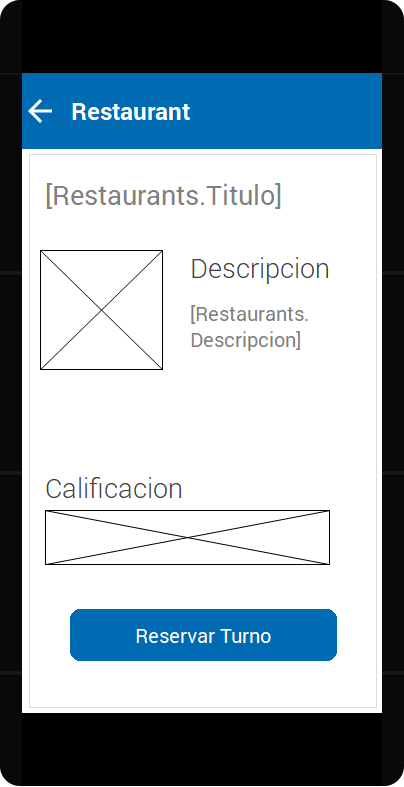 Restaurant
[Restaurants.Titulo]
Descripcion
[Restaurants.
Descripcion]
Calificacion
Reservar Turno